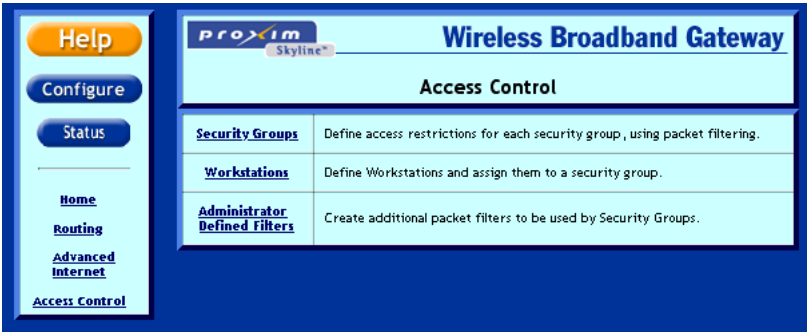 Help
Configure
Status
Home
Routing
Advanced
Internet
Access Control
proxim
Skyline™
Wireless Broadband Gateway
Access Control
Security Groups
Define access restrictions for each security group, using packet filtering.
Workstations
Define Workstations and assign them to a security group.
Administrator
Defined Filters
Create additional packet filters to be used by Security Groups.